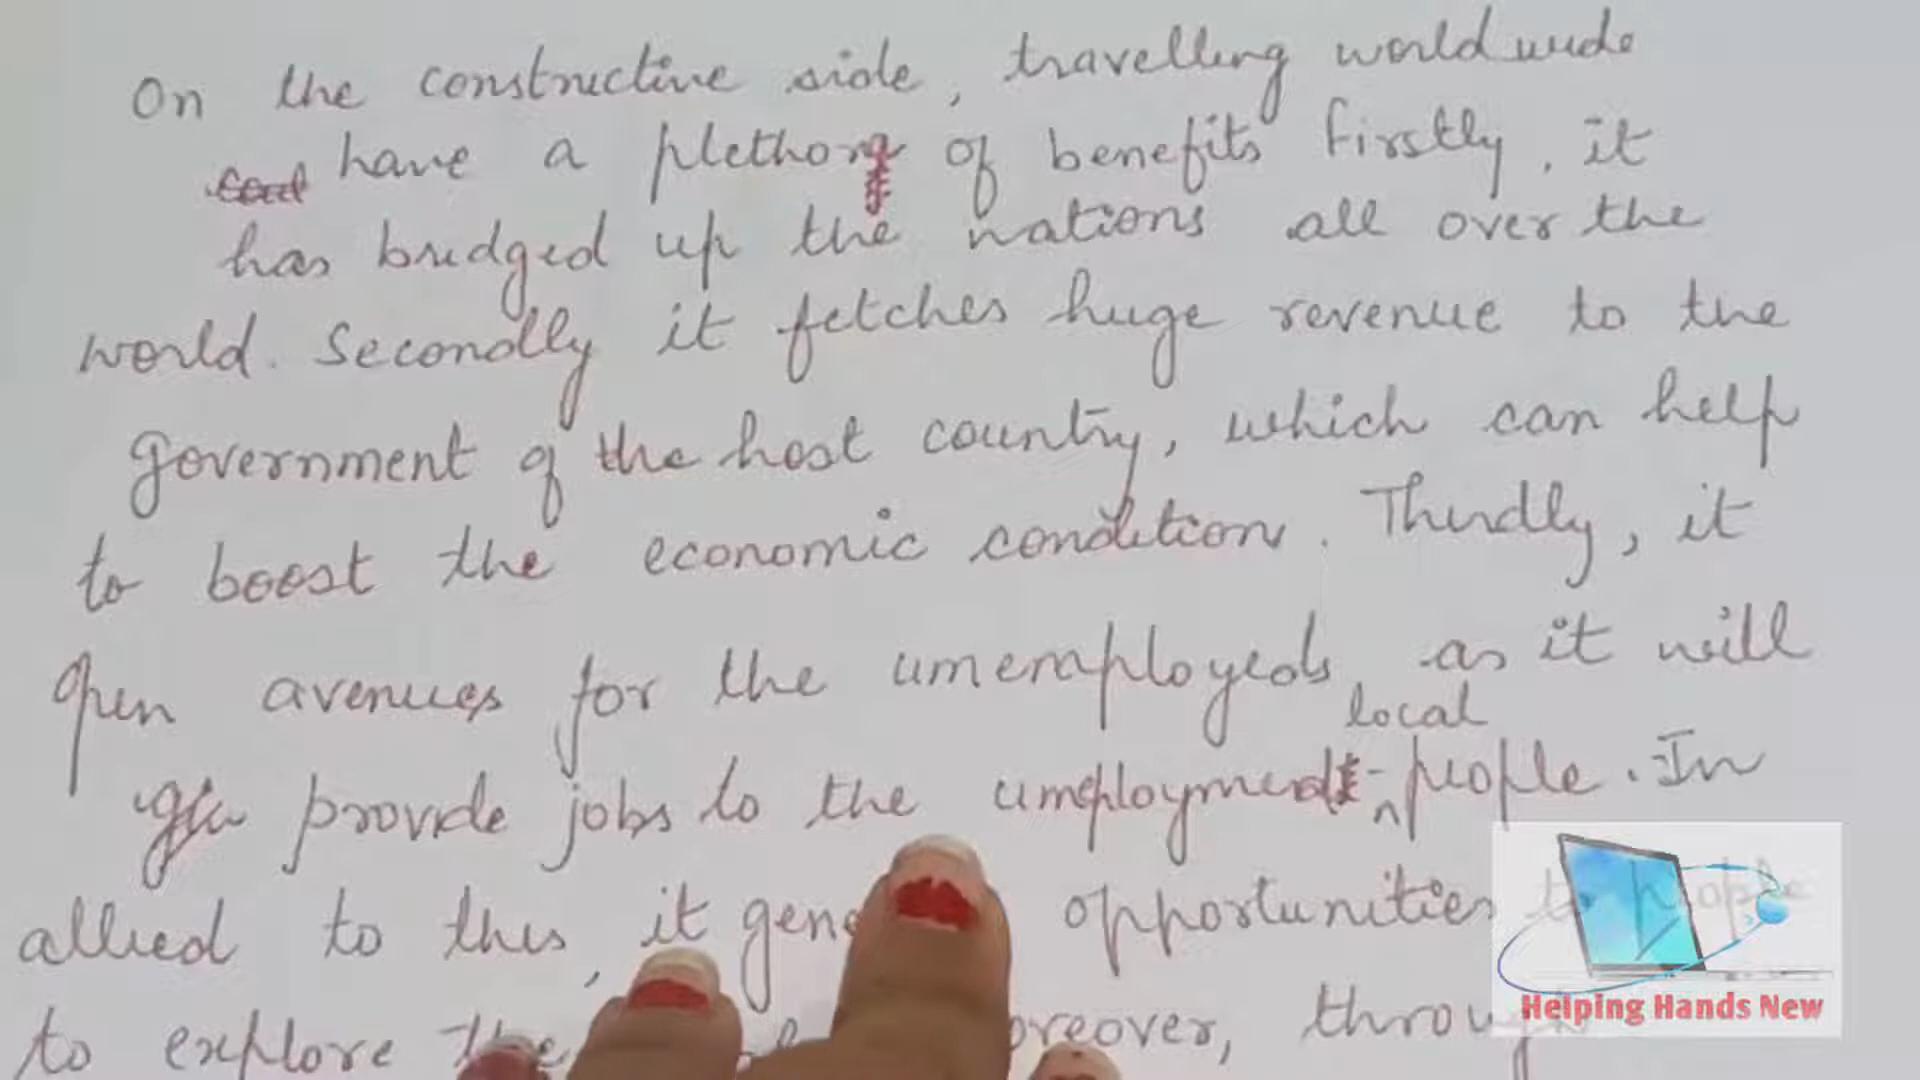 On the constructive side, travelling worldwide
have a plethora of benefits firstly, it
has bridged up the nations all over the
world. Secondly it fetches huge revenue to the
government of the host country, which can help
to boost the economic condition. Thirdly, it
open avenues for the unemployeds, as it will
local
provide jobs to the people. In
allied to this, it opportunities to people
to explore
Helping Hands New